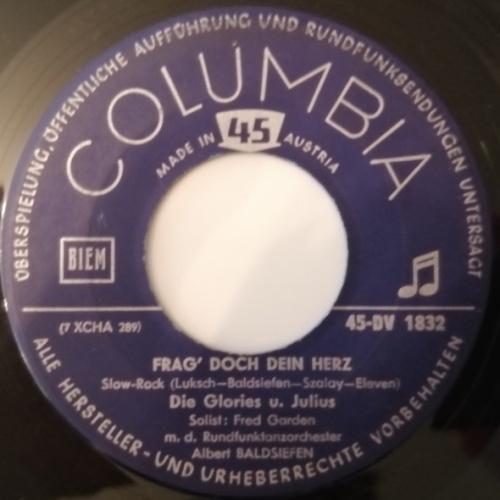 ÜBERSPIELUNG, ÖFFENTLICHE AUFFÜHRUNG UND RUNDFUNKSENDUNGEN UNTERSAGT
COLUMBIA
MADE IN 45 AUSTRIA
BIEM
(7 XCHA 289)
45-DV 1832
FRAG' DOCH DEIN HERZ
Slow-Rock (Luksch—Baldsiefen—Szalay—Eleven)
Die Glories u. Julius
Solist: Fred Garden
m. d. Rundfunktanzorchester
Albert BALDSIEFEN
ALLE HERSTELLER- UND URHEBERRECHTE VORBEHALTEN